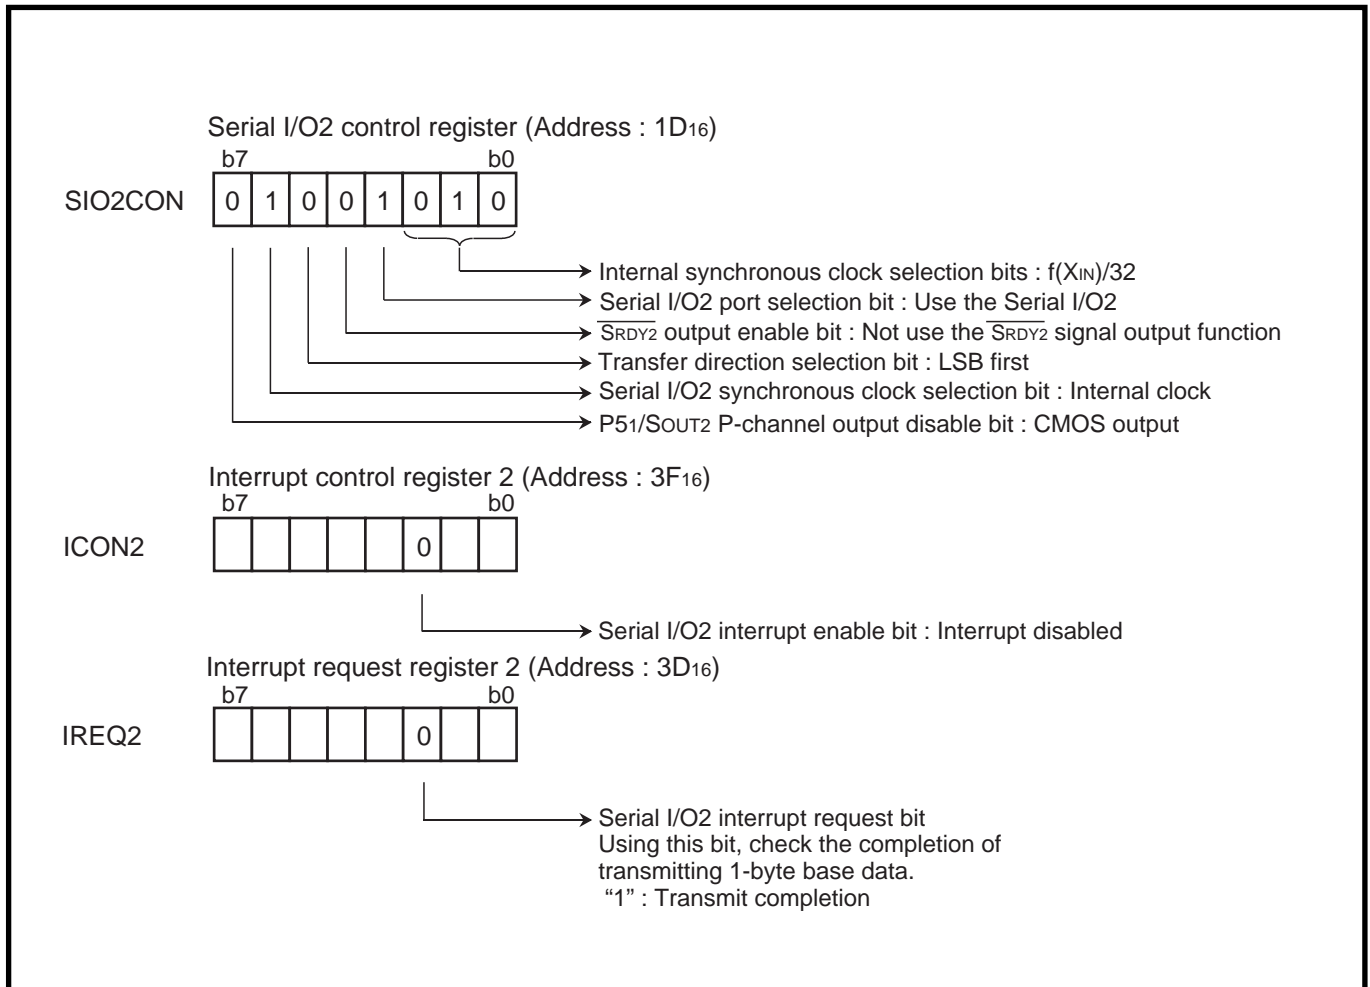 Serial I/O2 control register (Address : 1D16)
b7 b0
SIO2CON 0 1 0 0 1 0 1 0
Internal synchronous clock selection bits : f(XIN)/32
Serial I/O2 port selection bit : Use the Serial I/O2
SRDY2 output enable bit : Not use the SRDY2 signal output function
Transfer direction selection bit : LSB first
Serial I/O2 synchronous clock selection bit : Internal clock
P51/SOUT2 P-channel output disable bit : CMOS output
Interrupt control register 2 (Address : 3F16)
b7 b0
ICON2 0
Serial I/O2 interrupt enable bit : Interrupt disabled
Interrupt request register 2 (Address : 3D16)
b7 b0
IREQ2 0
Serial I/O2 interrupt request bit
Using this bit, check the completion of
transmitting 1-byte base data.
“1” : Transmit completion